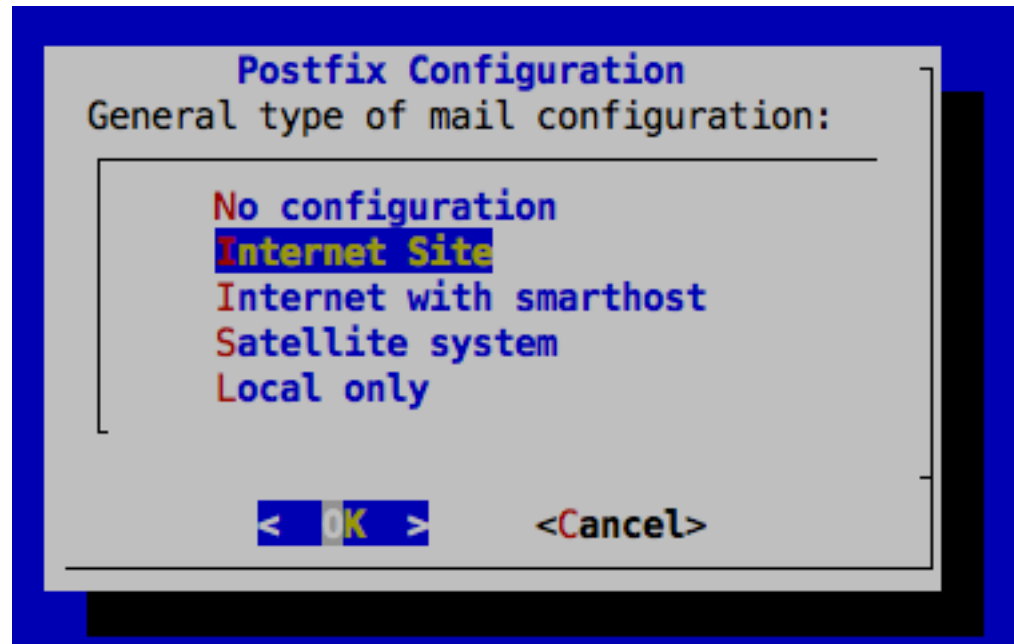 Postfix Configuration
General type of mail configuration:
No configuration
Internet Site
Internet with smarthost
Satellite system
Local only
< OK > <Cancel>